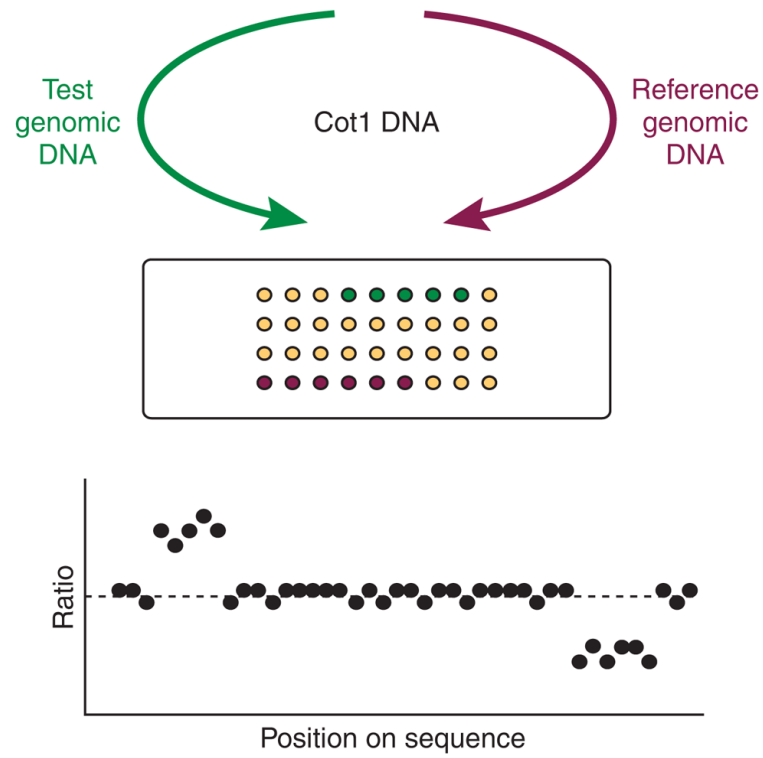 Test
genomic
DNA
Cot1 DNA
Reference
genomic
DNA
Ratio
Position on sequence